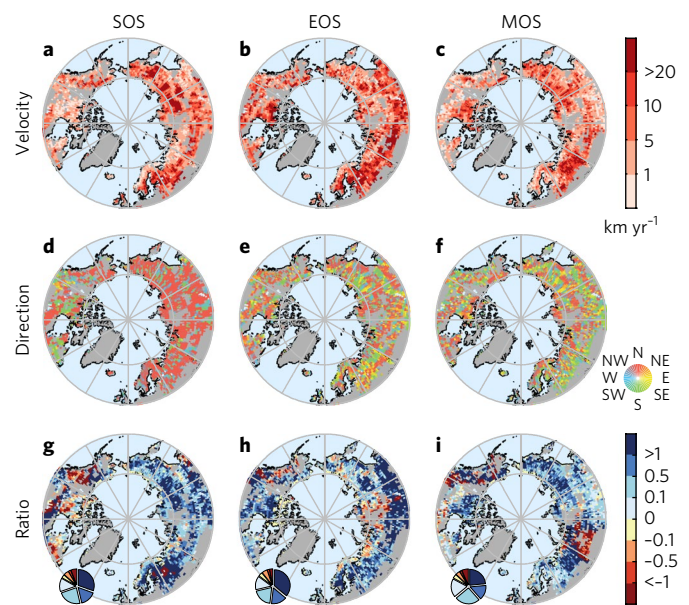 SOS EOS MOS
a b c
Velocity
>20
10
5
1
km yr⁻¹
d e f
Direction
N
NW NE
W E
SW SE
S
g h i
Ratio
>1
0.5
0.1
0
−0.1
−0.5
<−1